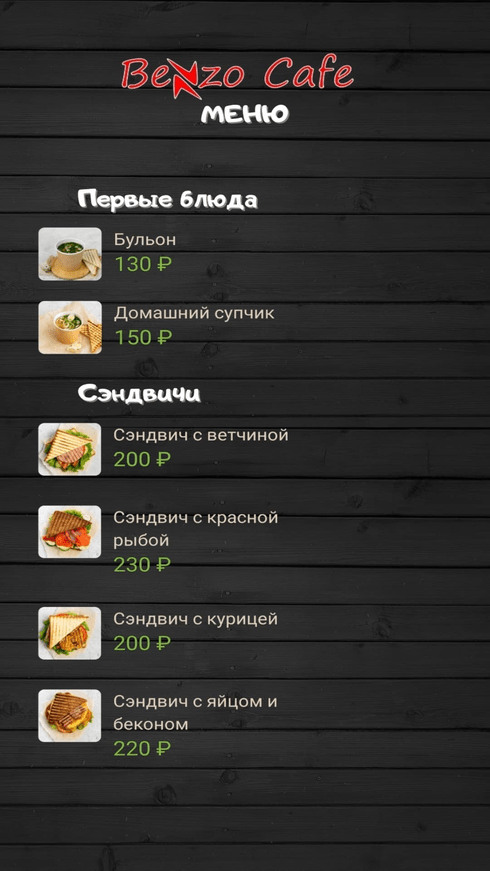 Benzo Cafe
МЕНЮ
Первые блюда
Бульон
130 ₽
Домашний супчик
150 ₽
Сэндвичи
Сэндвич с ветчиной
200 ₽
Сэндвич с красной
рыбой
230 ₽
Сэндвич с курицей
200 ₽
Сэндвич с яйцом и
беконом
220 ₽